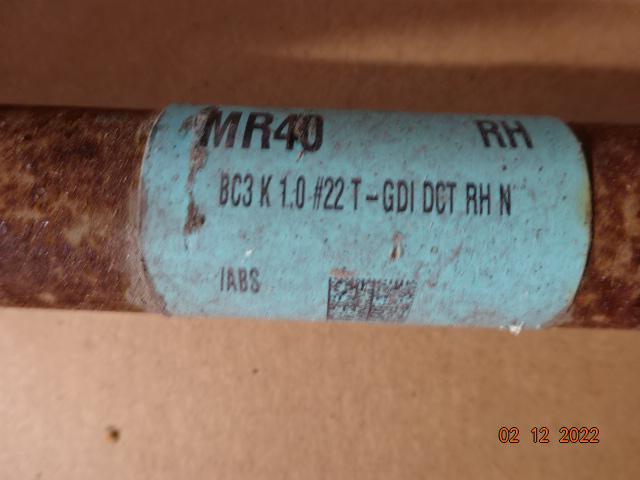 MR40 RH
BC3 K 1.0 #22 T-GDI DCT RH N
IABS
02 12 2022